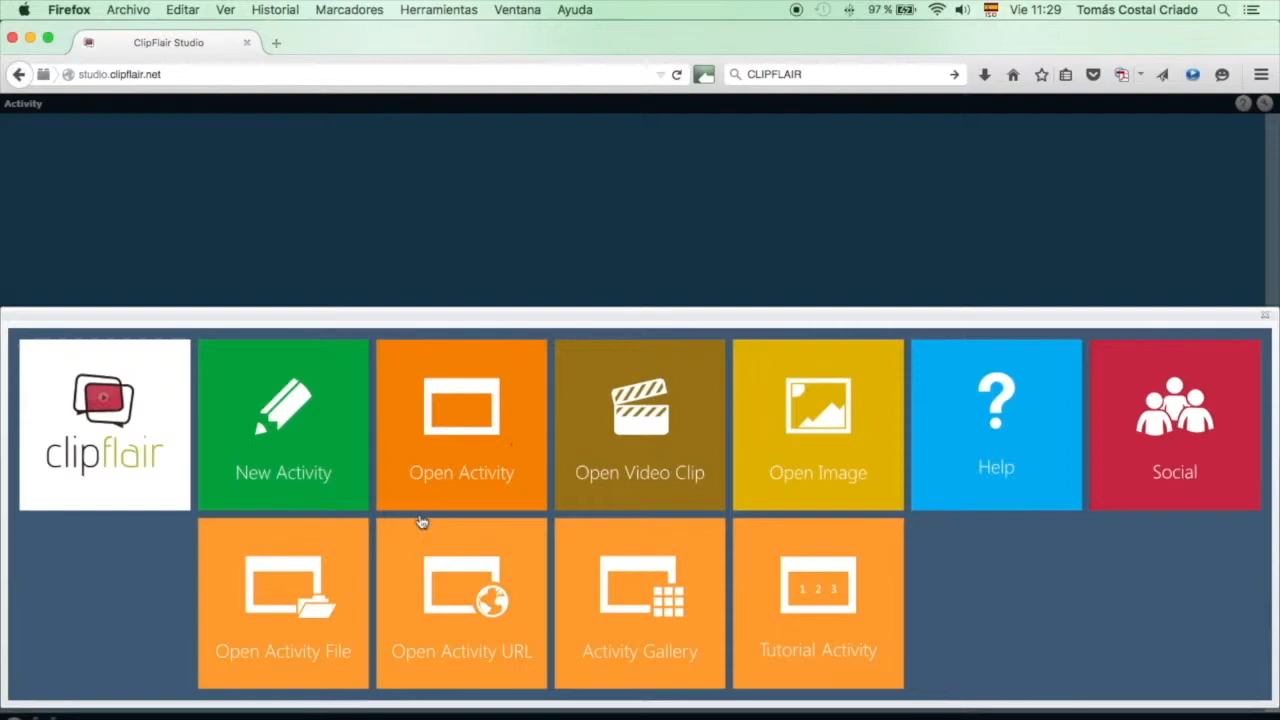 Firefox Archivo Editar Ver Historial Marcadores Herramientas Ventana Ayuda 97 % ISO Vie 11:29 Tomás Costal Criado
ClipFlair Studio
studio.clipflair.net CLIPFLAIR
Activity
clipflair
New Activity
Open Activity
Open Video Clip
Open Image
Help
Social
Open Activity File
Open Activity URL
Activity Gallery
1 2 3
Tutorial Activity